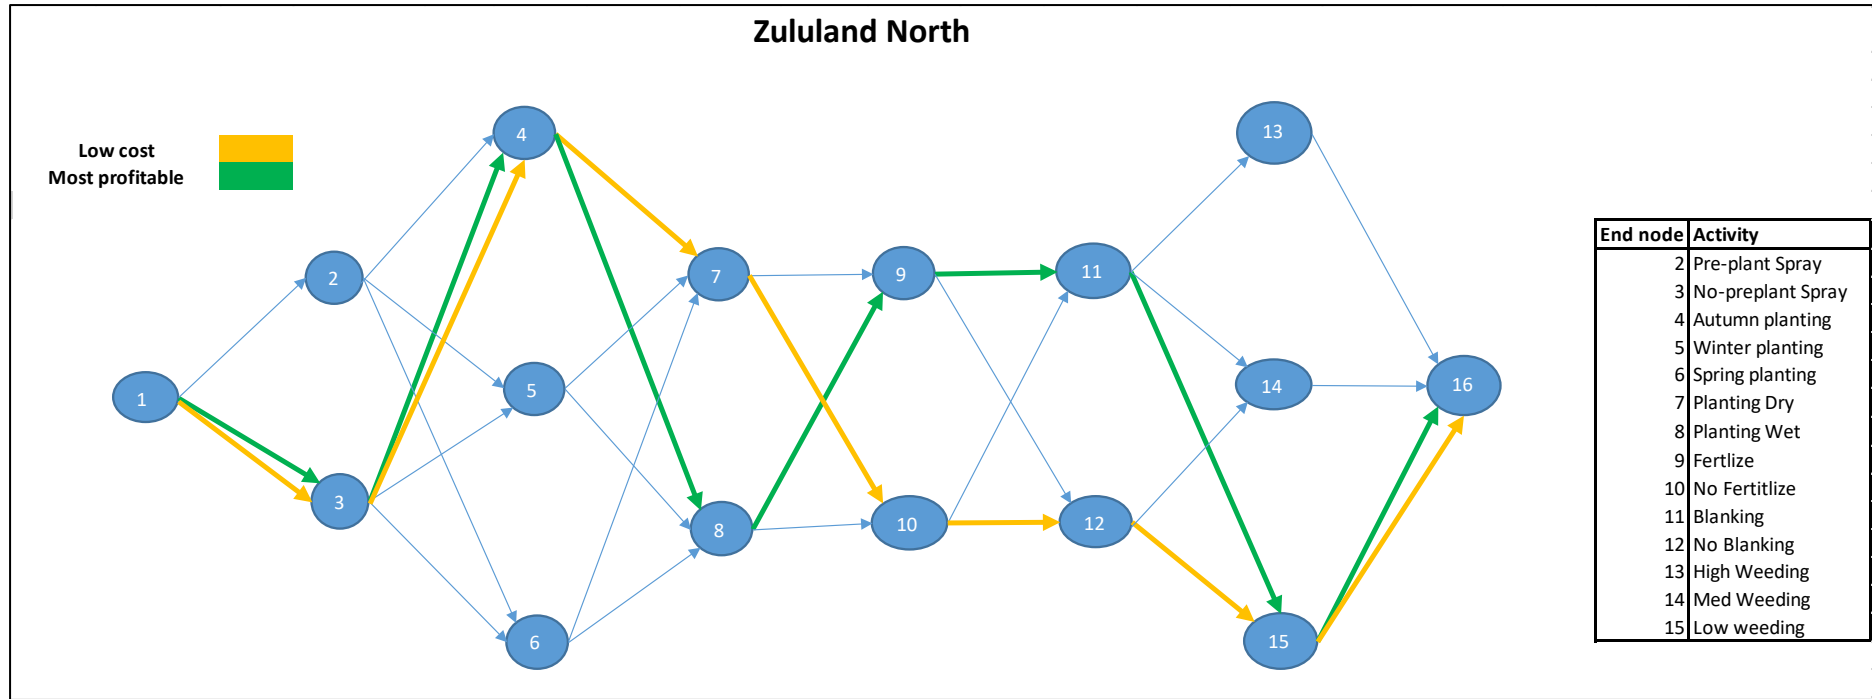 Zululand North
Low cost
Most profitable
1
2
3
4
5
6
7
8
9
10
11
12
13
14
15
16
End node Activity
2 Pre-plant Spray
3 No-preplant Spray
4 Autumn planting
5 Winter planting
6 Spring planting
7 Planting Dry
8 Planting Wet
9 Fertlize
10 No Fertitlize
11 Blanking
12 No Blanking
13 High Weeding
14 Med Weeding
15 Low weeding